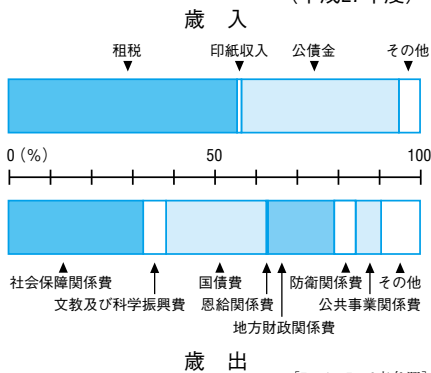 歳 入
租税 印紙収入 公債金 その他
0(%) 50 100
社会保障関係費 国債費 防衛関係費 その他
文教及び科学振興費 恩給関係費 公共事業関係費
地方財政関係費
歳 出